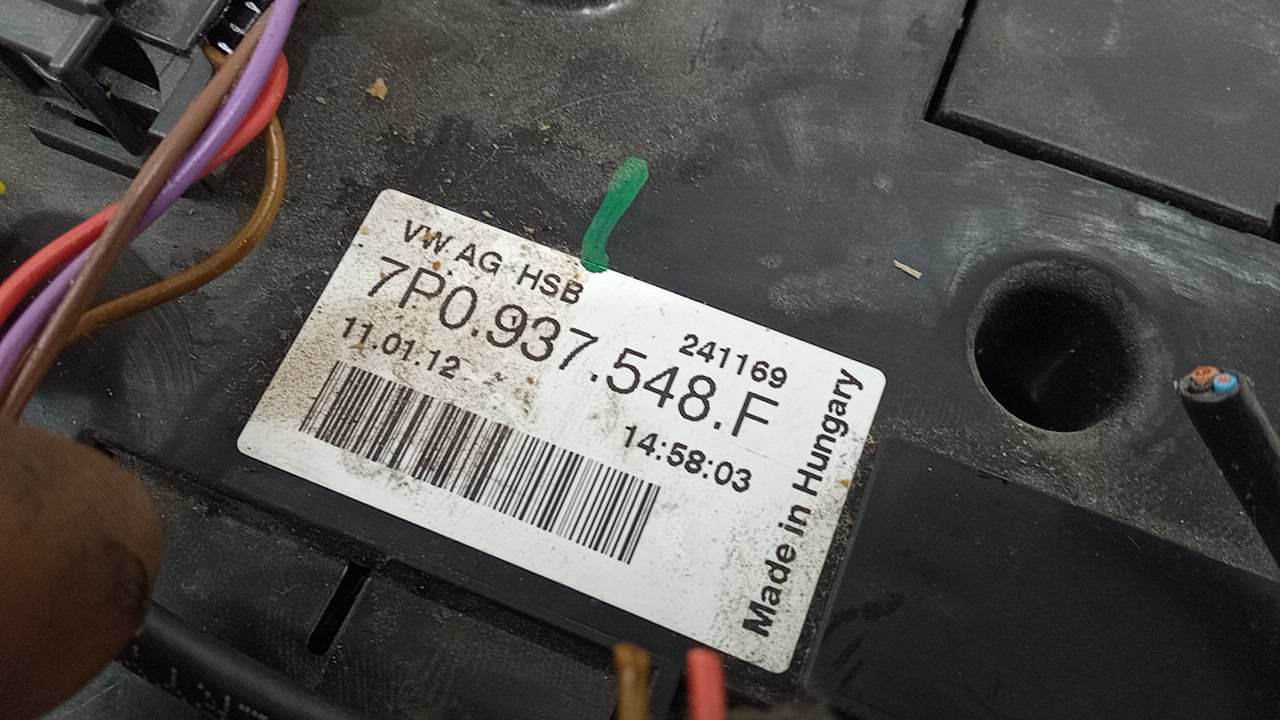 VW AG HSB
241169
7P0.937.548.F
11.01.12
14:58:03
Made in Hungary